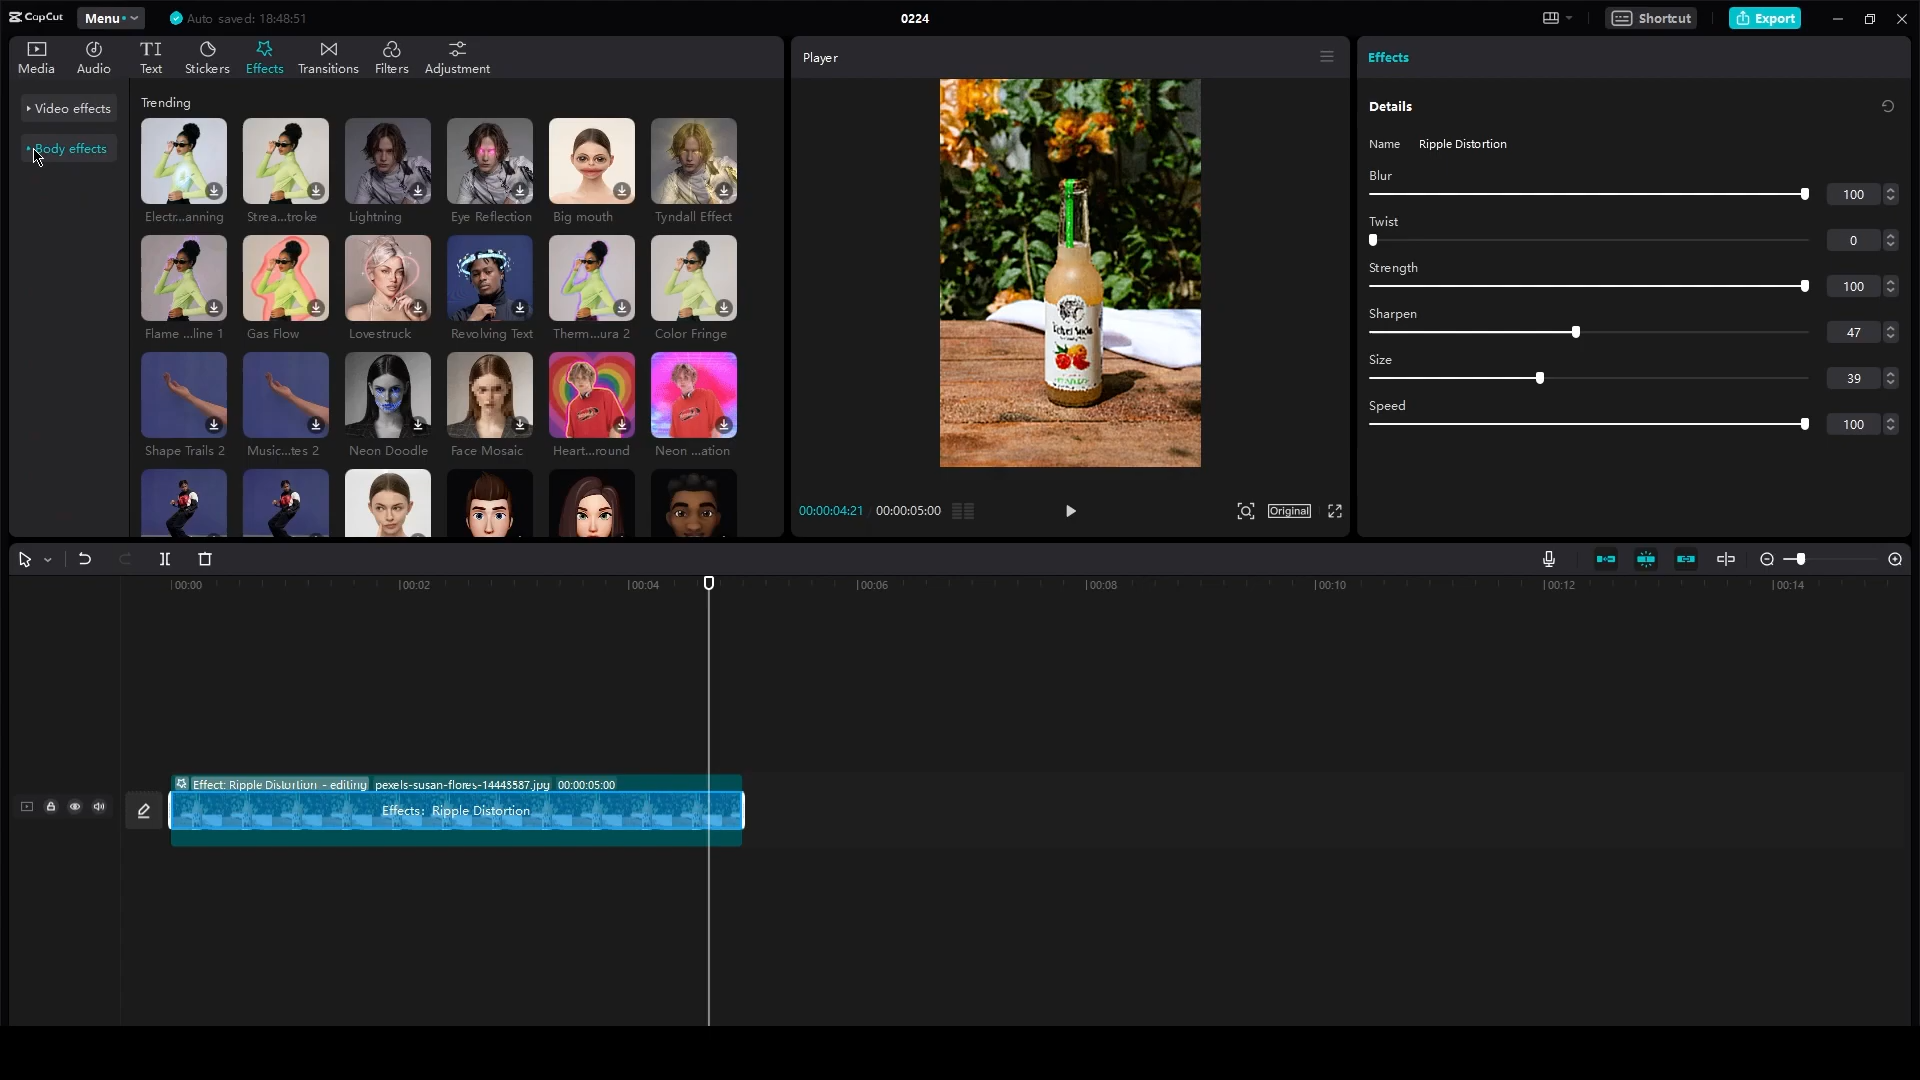 CapCut Menu Auto saved: 18:48:51 0224 Shortcut Export
Media Audio Text Stickers Effects Transitions Filters Adjustment
Video effects
Body effects
Trending
Electr...anning Strea...troke Lightning Eye Reflection Big mouth Tyndall Effect
Flame ...line 1 Gas Flow Lovestruck Revolving Text Therm...ura 2 Color Fringe
Shape Trails 2 Music...tes 2 Neon Doodle Face Mosaic Heart...round Neon ...ation
Player
00:00:04:21 00:00:05:00 Original
Effects
Details
Name Ripple Distortion
Blur
100
Twist
0
Strength
100
Sharpen
47
Size
39
Speed
100
00:00 00:02 00:04 00:06 00:08 00:10 00:12 00:14
Effect: Ripple Distortion - editing pexels-susan-flores-14448587.jpg 00:00:05:00
Effects: Ripple Distortion